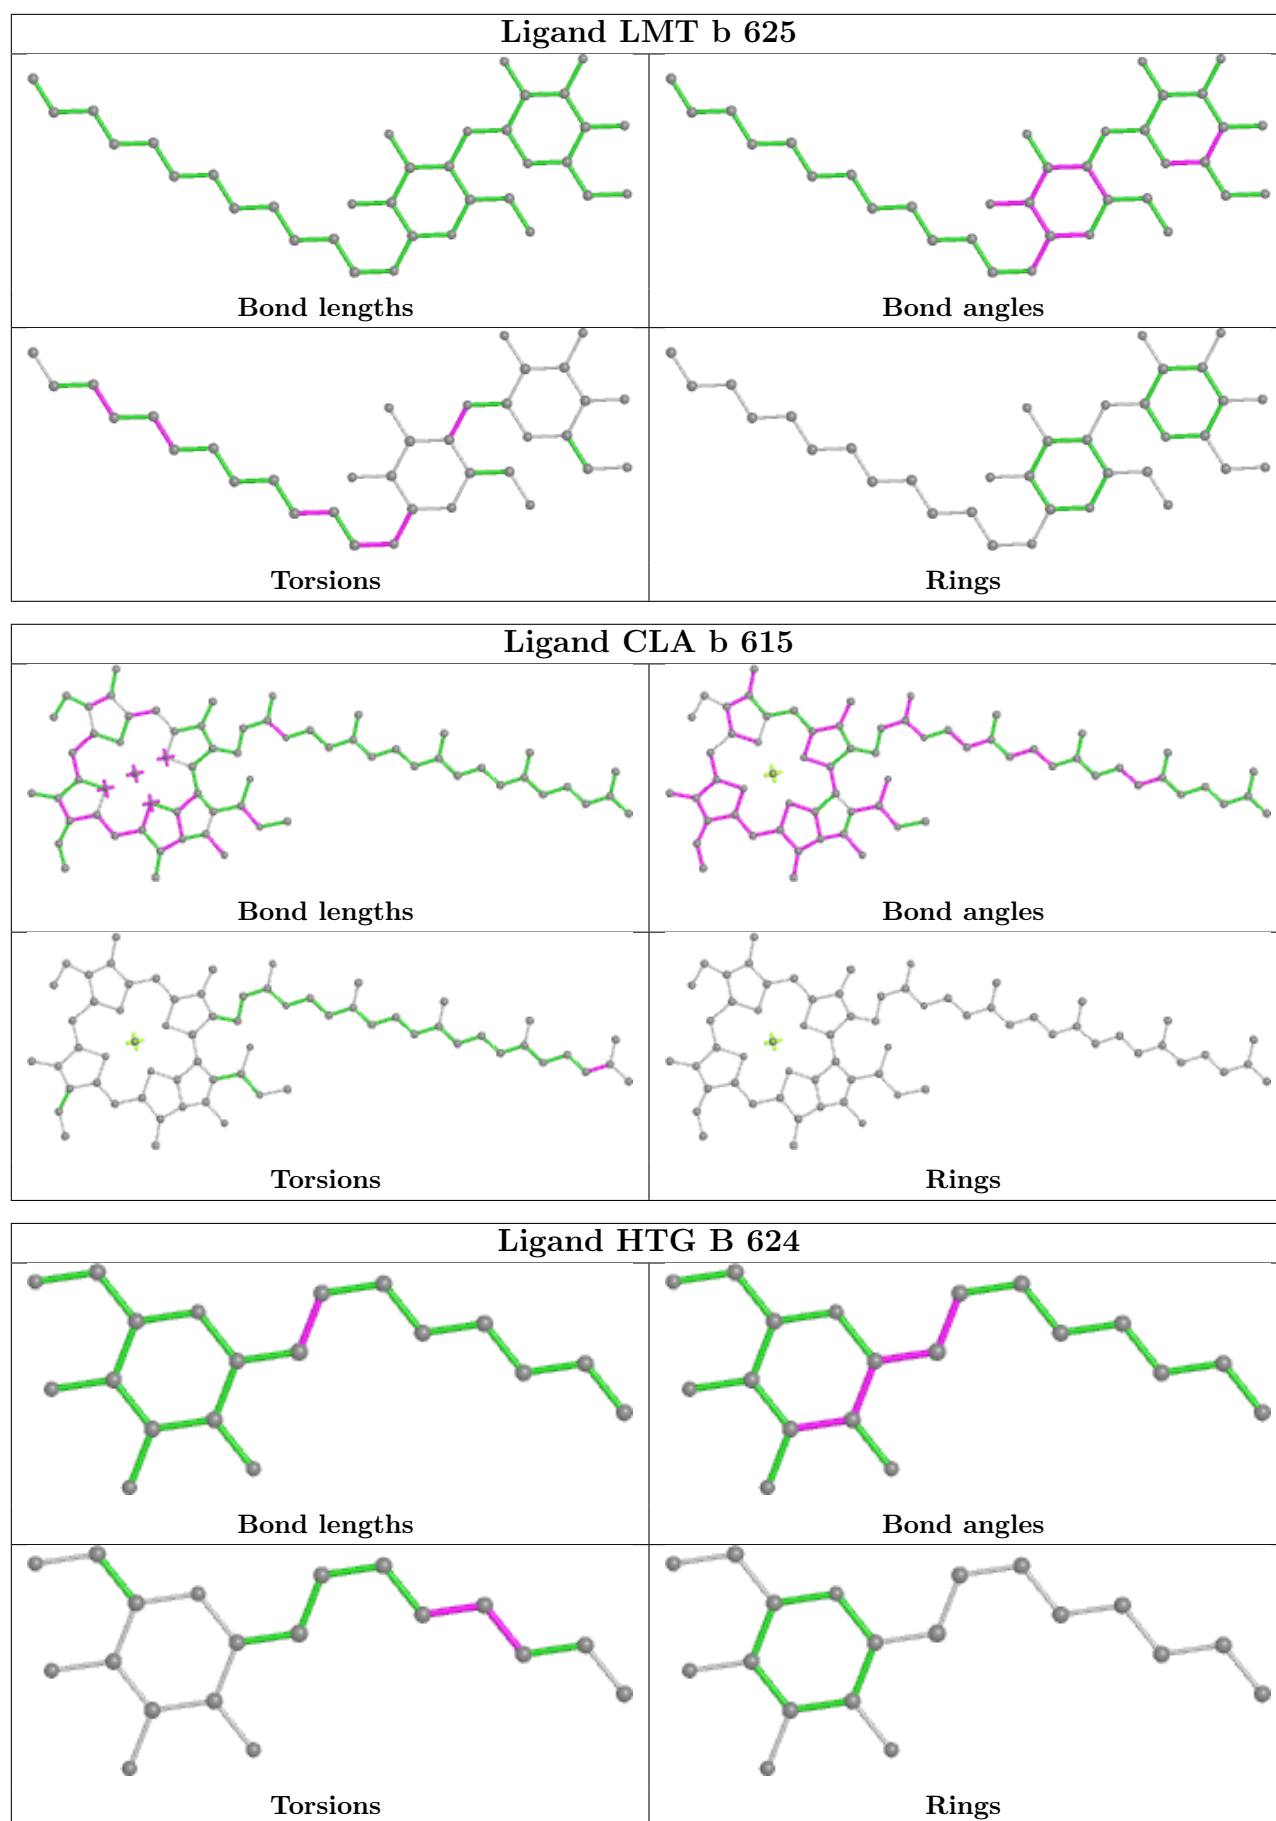 Ligand LMT b 625
Bond lengths
Bond angles
Torsions
Rings
Ligand CLA b 615
Bond lengths
Bond angles
Torsions
Rings
Ligand HTG B 624
Bond lengths
Bond angles
Torsions
Rings